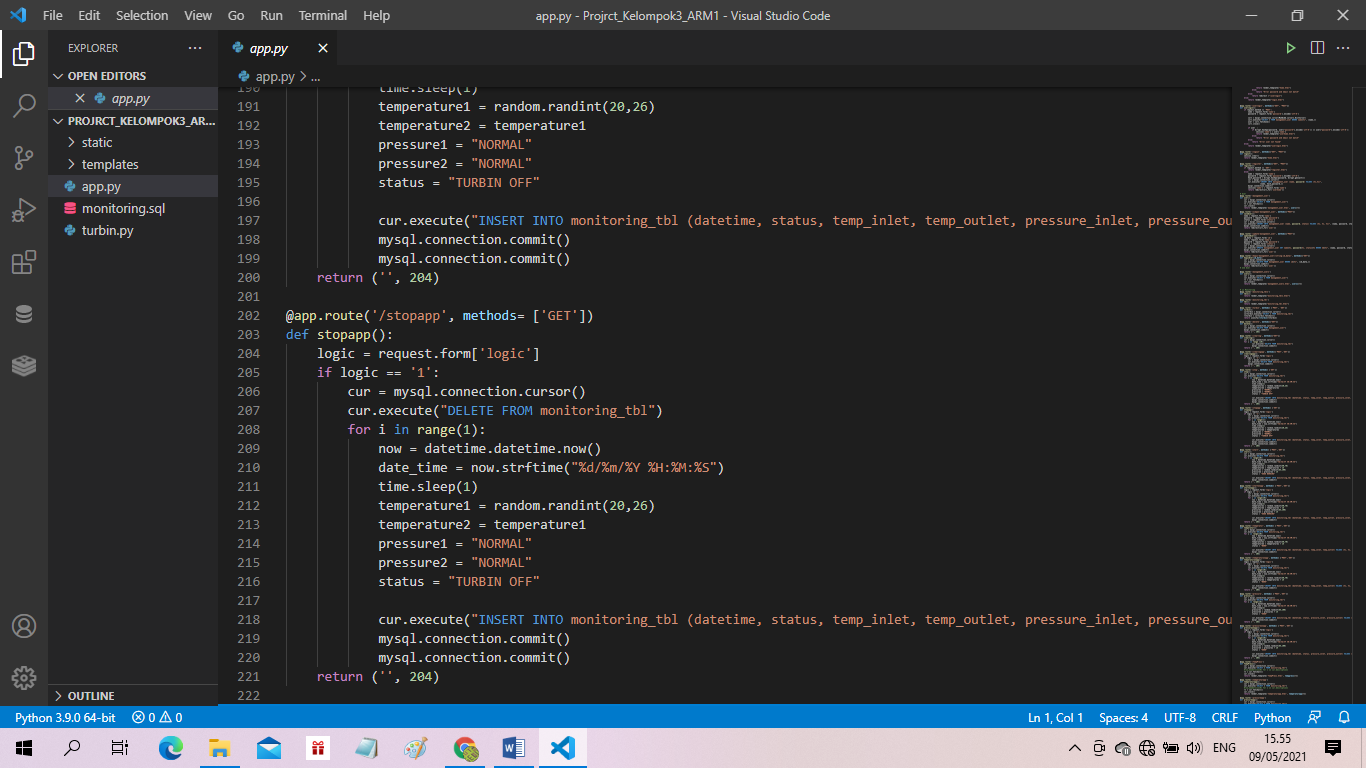 File Edit Selection View Go Run Terminal Help
app.py - Projrct_Kelompok3_ARM1 - Visual Studio Code
EXPLORER
OPEN EDITORS
app.py
PROJRCT_KELOMPOK3_AR...
static
templates
app.py
monitoring.sql
turbin.py
OUTLINE
app.py
app.py > ...
190 time.sleep(1)
191 temperature1 = random.randint(20,26)
192 temperature2 = temperature1
193 pressure1 = "NORMAL"
194 pressure2 = "NORMAL"
195 status = "TURBIN OFF"
196
197 cur.execute("INSERT INTO monitoring_tbl (datetime, status, temp_inlet, temp_outlet, pressure_inlet, pressure_ou
198 mysql.connection.commit()
199 mysql.connection.commit()
200 return ('', 204)
201
202 @app.route('/stopapp', methods= ['GET'])
203 def stopapp():
204 logic = request.form['logic']
205 if logic == '1':
206 cur = mysql.connection.cursor()
207 cur.execute("DELETE FROM monitoring_tbl")
208 for i in range(1):
209 now = datetime.datetime.now()
210 date_time = now.strftime("%d/%m/%Y %H:%M:%S")
211 time.sleep(1)
212 temperature1 = random.randint(20,26)
213 temperature2 = temperature1
214 pressure1 = "NORMAL"
215 pressure2 = "NORMAL"
216 status = "TURBIN OFF"
217
218 cur.execute("INSERT INTO monitoring_tbl (datetime, status, temp_inlet, temp_outlet, pressure_inlet, pressure_ou
219 mysql.connection.commit()
220 mysql.connection.commit()
221 return ('', 204)
222
Python 3.9.0 64-bit 0 0 Ln 1, Col 1 Spaces: 4 UTF-8 CRLF Python
ENG
15.55
09/05/2021